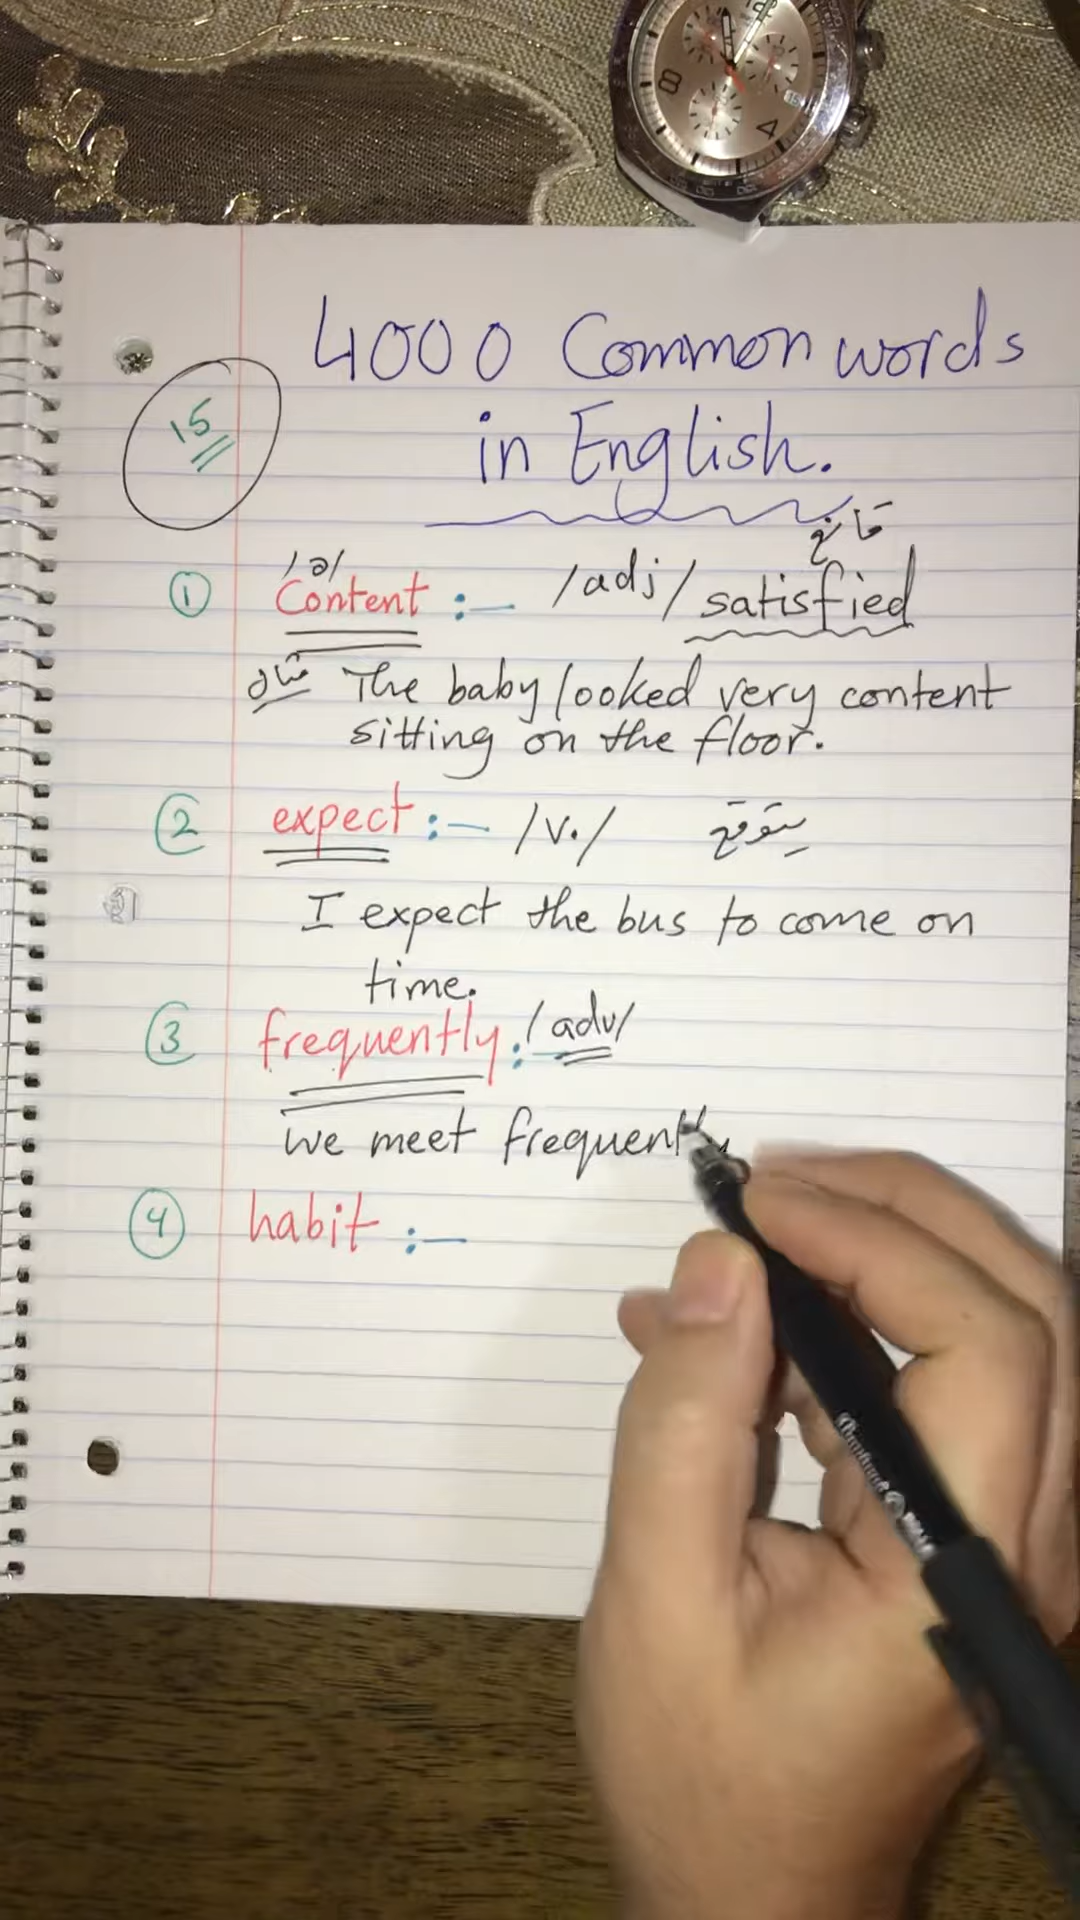 4000 Common words
in English.
15
قانع
/ə/
① Content :— /adj/ satisfied
مثال The baby looked very content
sitting on the floor.
② expect :— /v./ يتوقع
I expect the bus to come on
time.
③ frequently :— /adv/
we meet frequently
④ habit :—